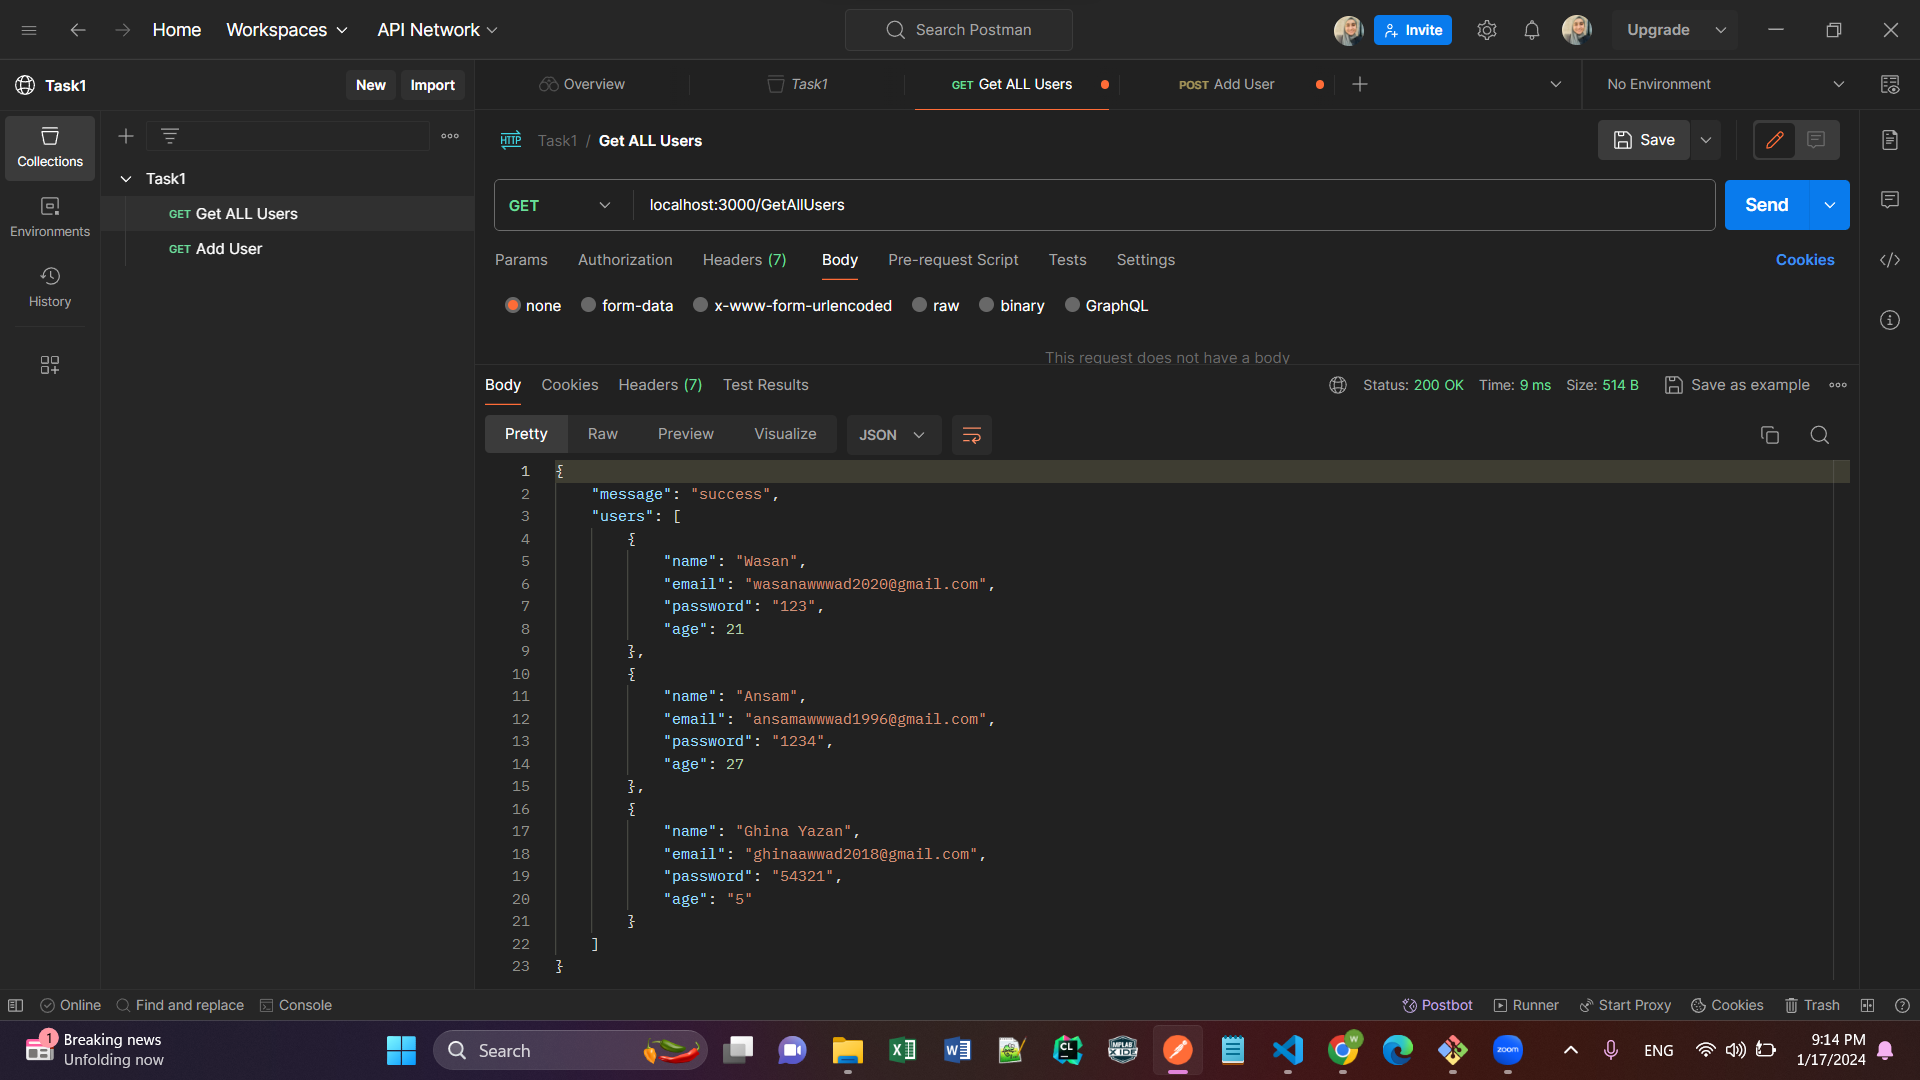 Home Workspaces API Network Search Postman Invite Upgrade
Task1 New Import Overview Task1 GET Get ALL Users POST Add User No Environment
HTTP Task1 / Get ALL Users Save
Collections
Task1
GET Get ALL Users
GET Add User
Environments
History
GET localhost:3000/GetAllUsers Send
Params Authorization Headers (7) Body Pre-request Script Tests Settings Cookies
none form-data x-www-form-urlencoded raw binary GraphQL
This request does not have a body
Body Cookies Headers (7) Test Results Status: 200 OK Time: 9 ms Size: 514 B Save as example
Pretty Raw Preview Visualize JSON
1 {
2 "message": "success",
3 "users": [
4 {
5 "name": "Wasan",
6 "email": "wasanawwwad2020@gmail.com",
7 "password": "123",
8 "age": 21
9 },
10 {
11 "name": "Ansam",
12 "email": "ansamawwwad1996@gmail.com",
13 "password": "1234",
14 "age": 27
15 },
16 {
17 "name": "Ghina Yazan",
18 "email": "ghinaawwad2018@gmail.com",
19 "password": "54321",
20 "age": "5"
21 }
22 ]
23 }
Online Find and replace Console Postbot Runner Start Proxy Cookies Trash
1 Breaking news
Unfolding now
Search
CL
MPLAB
X IDE
W
zoom
ENG
9:14 PM
1/17/2024